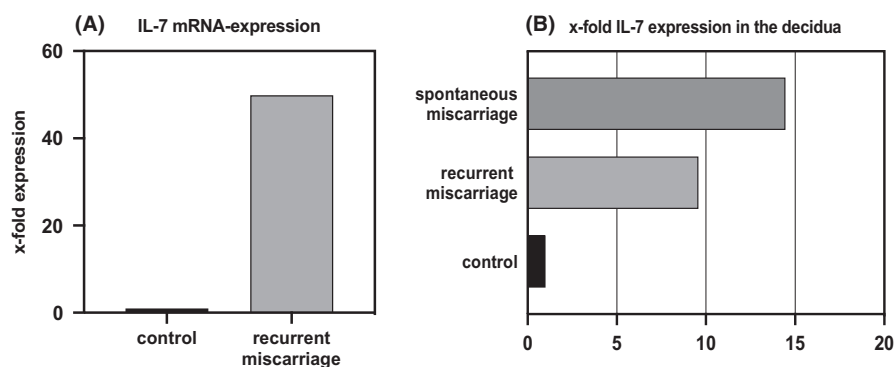 (A) IL-7 mRNA-expression
x-fold expression
60
40
20
0
control
recurrent
miscarriage
(B) x-fold IL-7 expression in the decidua
spontaneous
miscarriage
recurrent
miscarriage
control
0 5 10 15 20